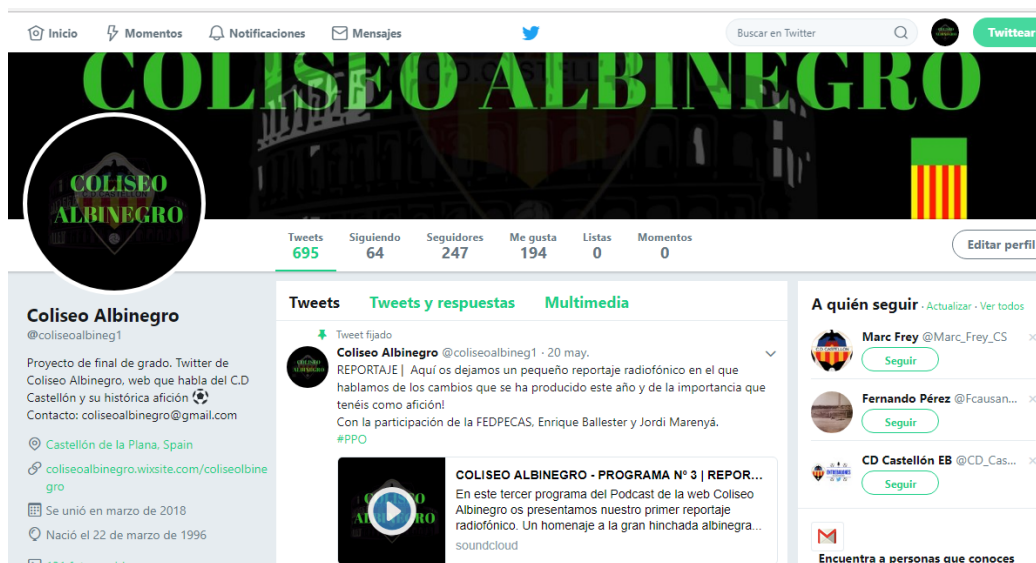 Inicio
Momentos
Notificaciones
Mensajes
Buscar en Twitter
Twittear
COLISEO ALBINEGRO
C.D.CASTELLON
COLISEO
C.D.CASTELLON
ALBINEGRO
Tweets Siguiendo Seguidores Me gusta Listas Momentos
695 64 247 194 0 0
Editar perfil
Coliseo Albinegro
@coliseoalbineg1
Proyecto de final de grado. Twitter de
Coliseo Albinegro, web que habla del C.D
Castellón y su histórica afición ⚽
Contacto: coliseoalbinegro@gmail.com
Castellón de la Plana, Spain
coliseoalbinegro.wixsite.com/coliseolbine
gro
Se unió en marzo de 2018
Nació el 22 de marzo de 1996
Tweets Tweets y respuestas Multimedia
Tweet fijado
Coliseo Albinegro @coliseoalbineg1 · 20 may.
REPORTAJE | Aquí os dejamos un pequeño reportaje radiofónico en el que
hablamos de los cambios que se ha producido este año y de la importancia que
tenéis como afición!
Con la participación de la FEDPECAS, Enrique Ballester y Jordi Marenyá.
#PPO
COLISEO ALBINEGRO - PROGRAMA Nº 3 | REPOR...
En este tercer programa del Podcast de la web Coliseo
Albinegro os presentamos nuestro primer reportaje
radiofónico. Un homenaje a la gran hinchada albinegra...
soundcloud
A quién seguir · Actualizar · Ver todos
Marc Frey @Marc_Frey_CS
Seguir
Fernando Pérez @Fcausan...
Seguir
CD Castellón EB @CD_Cas...
Seguir
Encuentra a personas que conoces